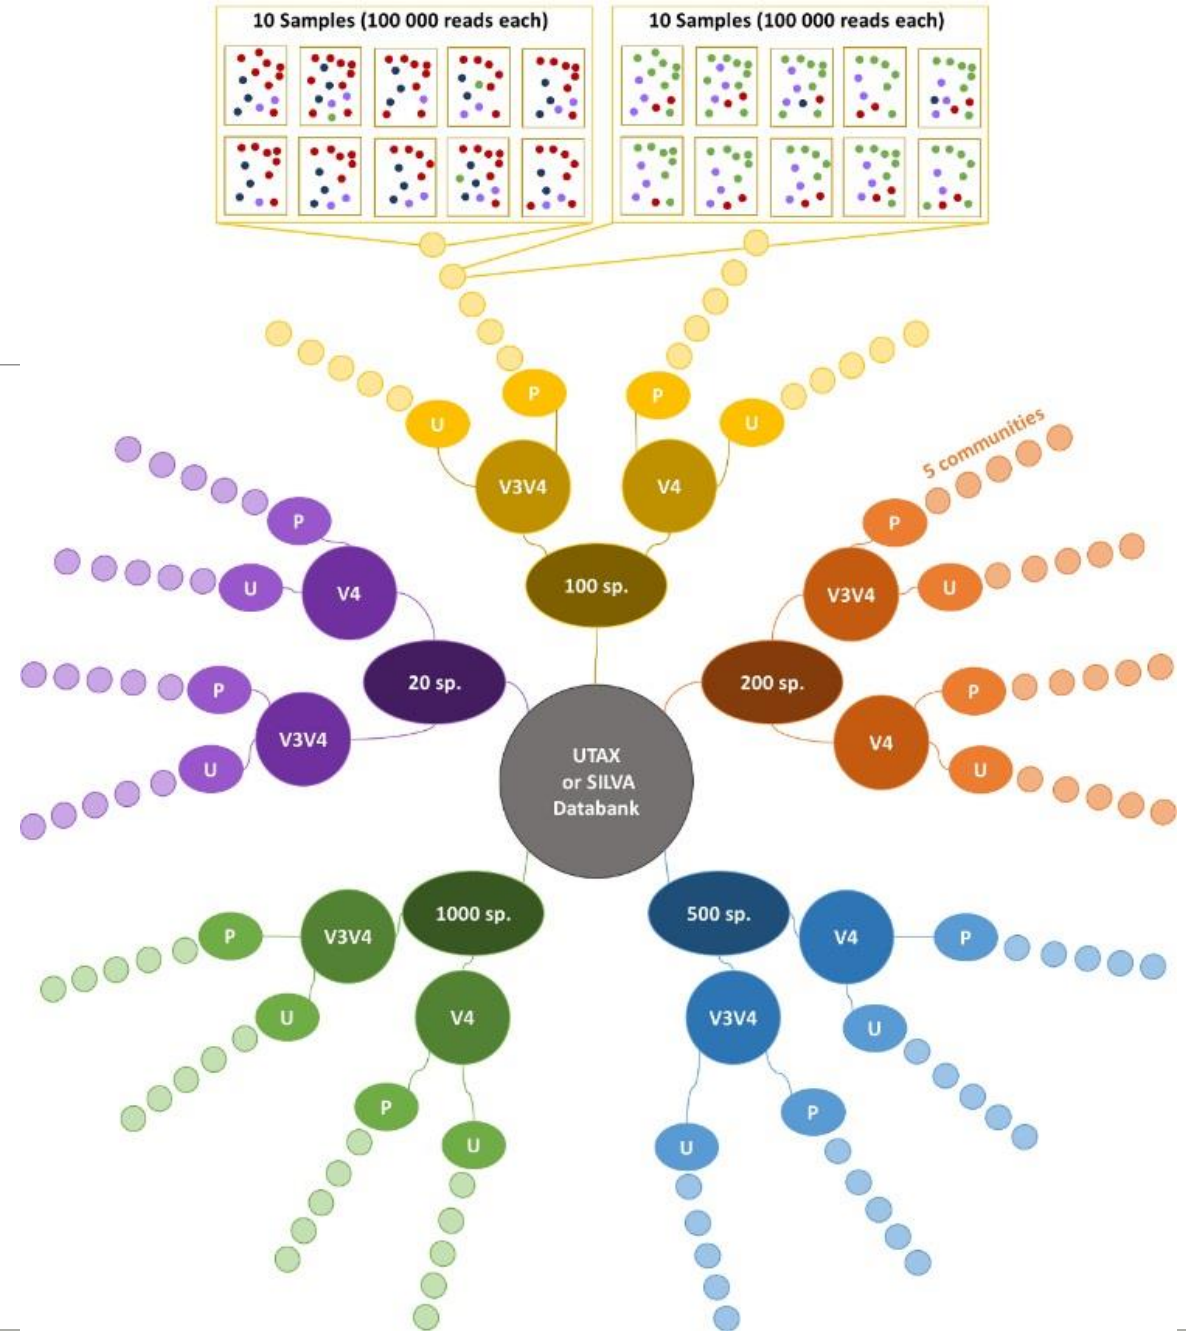 10 Samples (100 000 reads each)
10 Samples (100 000 reads each)
P
P
U
U
V3V4
V4
100 sp.
5 communities
P
V3V4
U
200 sp.
P
V4
U
P
V4
U
20 sp.
P
V3V4
U
UTAX
or SILVA
Databank
1000 sp.
V3V4
P
U
V4
P
U
500 sp.
V4
P
U
V3V4
P
U